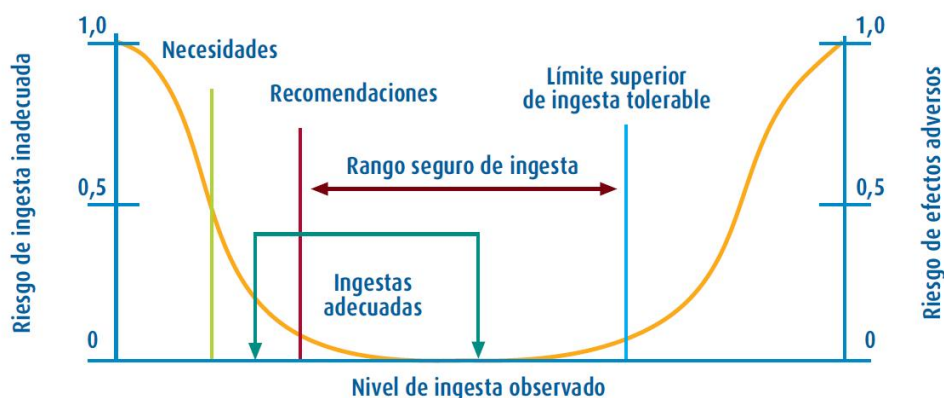 1,0
Necesidades
Recomendaciones
Límite superior
de ingesta tolerable
1,0
Riesgo de ingesta inadecuada
0,5
Rango seguro de ingesta
0,5
Riesgo de efectos adversos
Ingestas
adecuadas
0
0
Nivel de ingesta observado